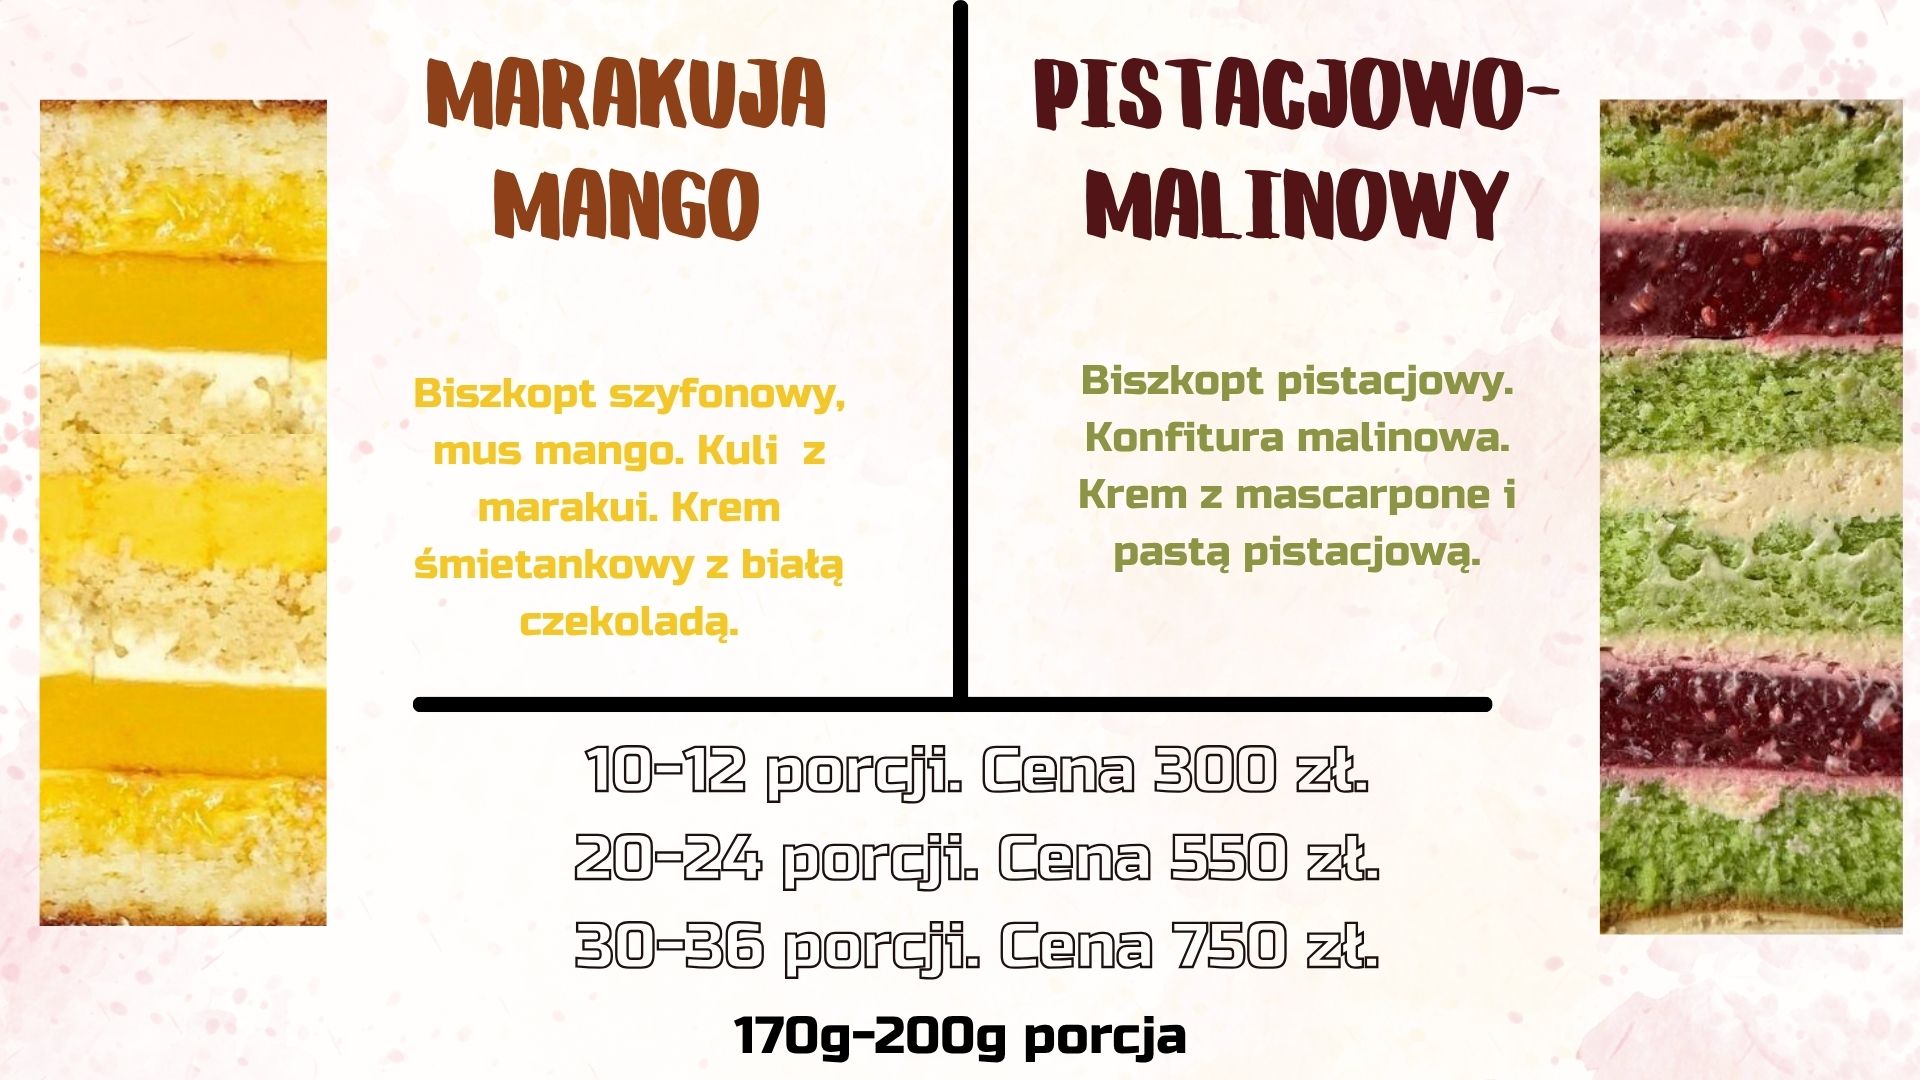 MARAKUJA
MANGO
Biszkopt szyfonowy,
mus mango. Kuli  z
marakui. Krem
śmietankowy z białą
czekoladą.
PISTACJOWO-
MALINOWY
Biszkopt pistacjowy.
Konfitura malinowa.
Krem z mascarpone i
pastą pistacjową.
10-12 porcji. Cena 300 zł.
20-24 porcji. Cena 550 zł.
30-36 porcji. Cena 750 zł.
170g-200g porcja